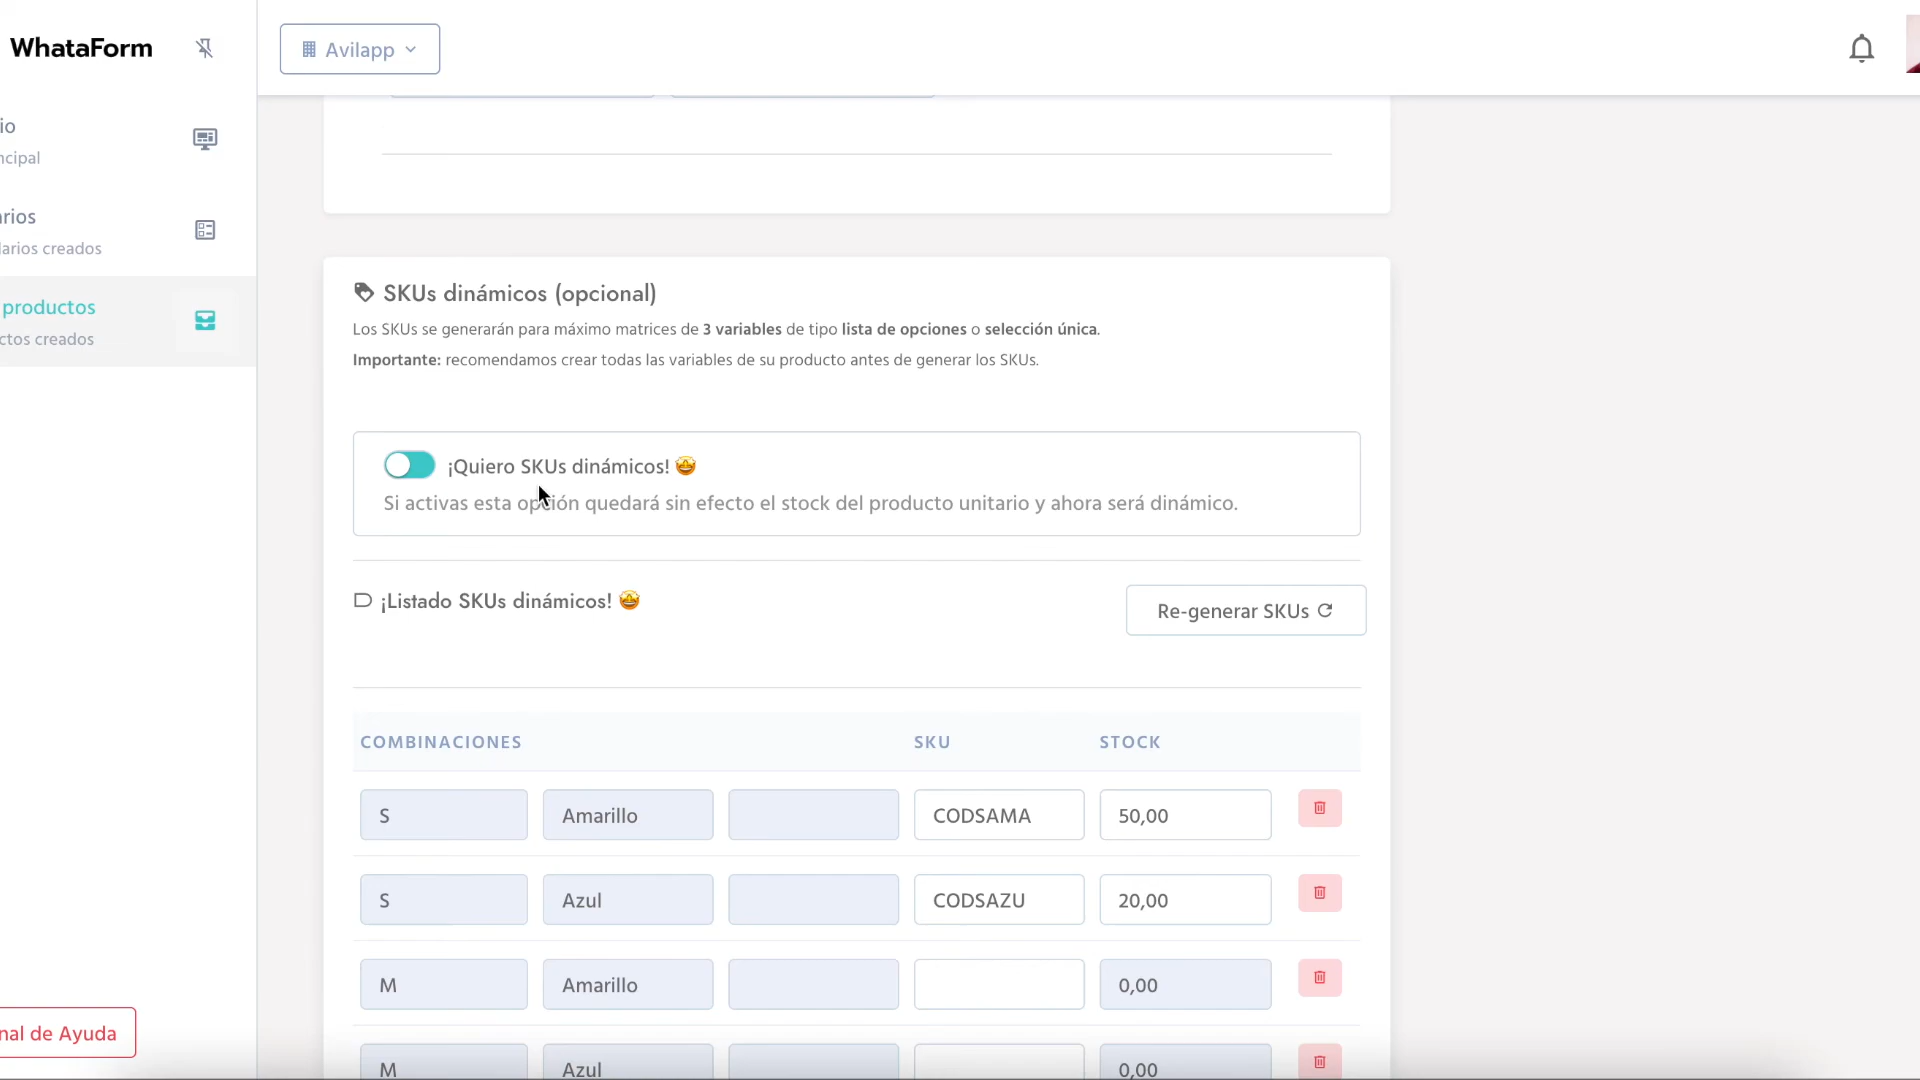 WhataForm
Avilapp
io
ncipal
arios
larios creados
productos
ctos creados
SKUs dinámicos (opcional)
Los SKUs se generarán para máximo matrices de 3 variables de tipo lista de opciones o selección única.
Importante: recomendamos crear todas las variables de su producto antes de generar los SKUs.
¡Quiero SKUs dinámicos! 🤩
Si activas esta opción quedará sin efecto el stock del producto unitario y ahora será dinámico.
¡Listado SKUs dinámicos! 🤩
Re-generar SKUs
COMBINACIONES SKU STOCK
S Amarillo CODSAMA 50,00
S Azul CODSAZU 20,00
M Amarillo 0,00
M Azul 0,00
nal de Ayuda